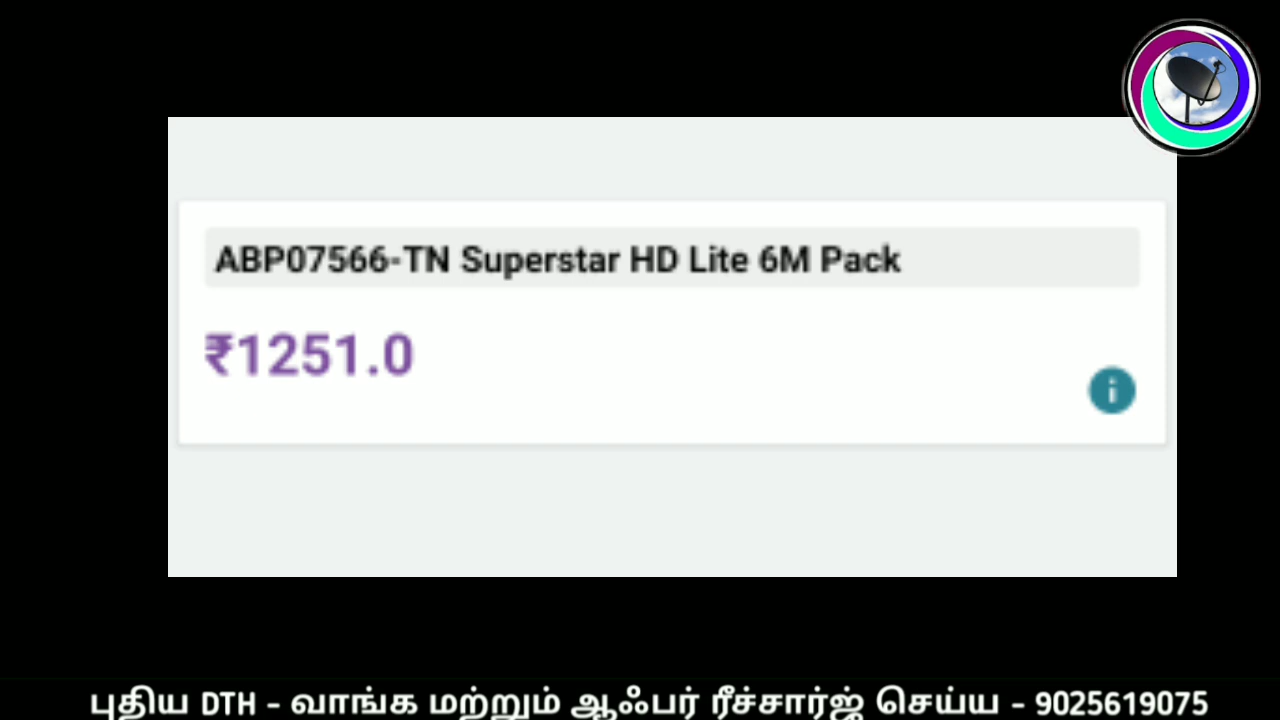 ABP07566-TN Superstar HD Lite 6M Pack
₹1251.0
i
புதிய DTH - வாங்க மற்றும் ஆஃபர் ரீச்சார்ஜ் செய்ய - 9025619075